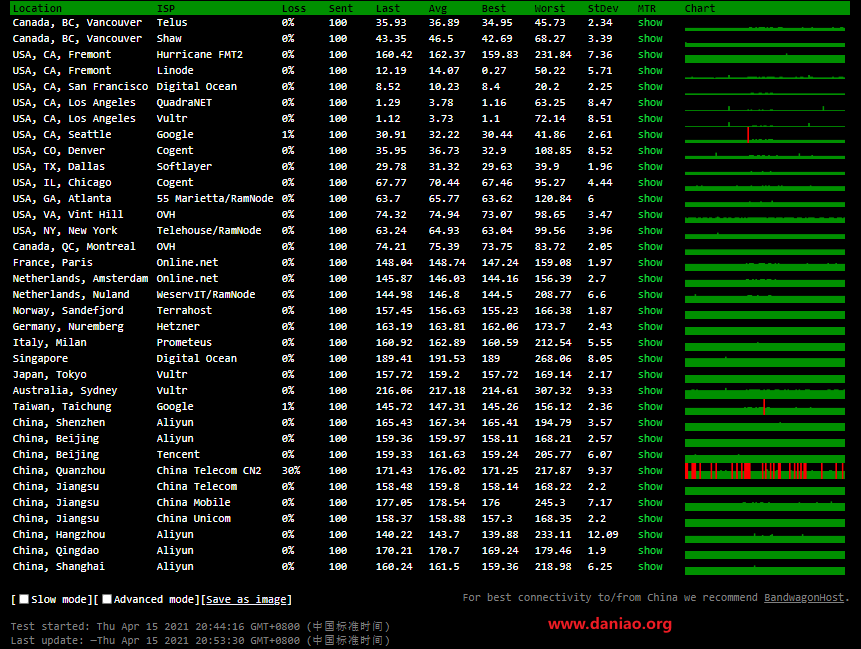 Location ISP Loss Sent Last Avg Best Worst StDev MTR Chart
Canada, BC, Vancouver Telus 0% 100 35.93 36.89 34.95 45.73 2.34 show
Canada, BC, Vancouver Shaw 0% 100 43.35 46.5 42.69 68.27 3.39 show
USA, CA, Fremont Hurricane FMT2 0% 100 160.42 162.37 159.83 231.84 7.36 show
USA, CA, Fremont Linode 0% 100 12.19 14.07 0.27 50.22 5.71 show
USA, CA, San Francisco Digital Ocean 0% 100 8.52 10.23 8.4 20.2 2.25 show
USA, CA, Los Angeles QuadraNET 0% 100 1.29 3.78 1.16 63.25 8.47 show
USA, CA, Los Angeles Vultr 0% 100 1.12 3.73 1.1 72.14 8.51 show
USA, CA, Seattle Google 1% 100 30.91 32.22 30.44 41.86 2.61 show
USA, CO, Denver Cogent 0% 100 35.95 36.73 32.9 108.85 8.52 show
USA, TX, Dallas Softlayer 0% 100 29.78 31.32 29.63 39.9 1.96 show
USA, IL, Chicago Cogent 0% 100 67.77 70.44 67.46 95.27 4.44 show
USA, GA, Atlanta 55 Marietta/RamNode 0% 100 63.7 65.77 63.62 120.84 6 show
USA, VA, Vint Hill OVH 0% 100 74.32 74.94 73.07 98.65 3.47 show
USA, NY, New York Telehouse/RamNode 0% 100 63.24 64.93 63.04 99.56 3.96 show
Canada, QC, Montreal OVH 0% 100 74.21 75.39 73.75 83.72 2.05 show
France, Paris Online.net 0% 100 148.04 148.74 147.24 159.08 1.97 show
Netherlands, Amsterdam Online.net 0% 100 145.87 146.03 144.16 156.39 2.7 show
Netherlands, Nuland WeservIT/RamNode 0% 100 144.98 146.8 144.5 208.77 6.6 show
Norway, Sandefjord Terrahost 0% 100 157.45 156.63 155.23 166.38 1.87 show
Germany, Nuremberg Hetzner 0% 100 163.19 163.81 162.06 173.7 2.43 show
Italy, Milan Prometeus 0% 100 160.92 162.89 160.59 212.54 5.55 show
Singapore Digital Ocean 0% 100 189.41 191.53 189 268.06 8.05 show
Japan, Tokyo Vultr 0% 100 157.72 159.2 157.72 169.14 2.17 show
Australia, Sydney Vultr 0% 100 216.06 217.18 214.61 307.32 9.33 show
Taiwan, Taichung Google 1% 100 145.72 147.31 145.26 156.12 2.36 show
China, Shenzhen Aliyun 0% 100 165.43 167.34 165.41 194.79 3.57 show
China, Beijing Aliyun 0% 100 159.36 159.97 158.11 168.21 2.57 show
China, Beijing Tencent 0% 100 159.33 161.63 159.24 205.77 6.07 show
China, Quanzhou China Telecom CN2 30% 100 171.43 176.02 171.25 217.87 9.37 show
China, Jiangsu China Telecom 0% 100 158.48 159.8 158.14 168.22 2.2 show
China, Jiangsu China Mobile 0% 100 177.05 178.54 176 245.3 7.17 show
China, Jiangsu China Unicom 0% 100 158.37 158.88 157.3 168.35 2.2 show
China, Hangzhou Aliyun 0% 100 140.22 143.7 139.88 233.11 12.09 show
China, Qingdao Aliyun 0% 100 170.21 170.7 169.24 179.46 1.9 show
China, Shanghai Aliyun 0% 100 160.24 161.5 159.36 218.98 6.25 show
[ Slow mode][ Advanced mode][Save as image]
For best connectivity to/from China we recommend BandwagonHost.
www.daniao.org
Test started: Thu Apr 15 2021 20:44:16 GMT+0800 (中国标准时间)
Last update: —Thu Apr 15 2021 20:53:30 GMT+0800 (中国标准时间)